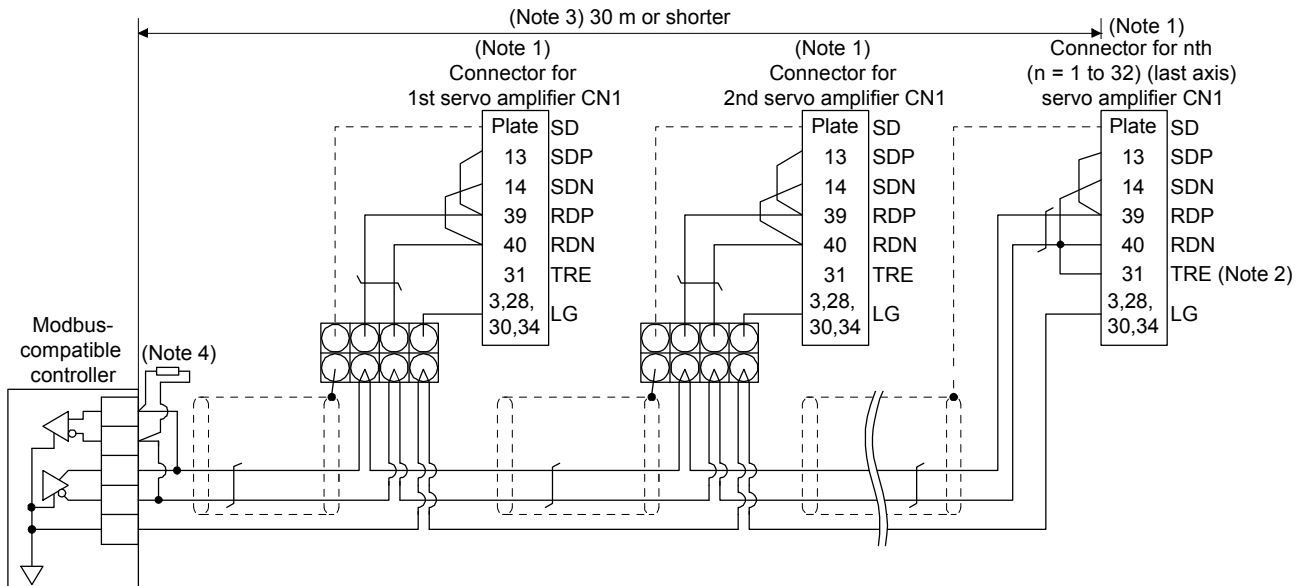 (Note 3) 30 m or shorter
(Note 1)
Connector for
1st servo amplifier CN1
Plate SD
13 SDP
14 SDN
39 RDP
40 RDN
31 TRE
3,28,
30,34 LG
(Note 1)
Connector for
2nd servo amplifier CN1
Plate SD
13 SDP
14 SDN
39 RDP
40 RDN
31 TRE
3,28,
30,34 LG
(Note 1)
Connector for nth
(n = 1 to 32) (last axis)
servo amplifier CN1
Plate SD
13 SDP
14 SDN
39 RDP
40 RDN
31 TRE (Note 2)
3,28,
30,34 LG
Modbus-
compatible
controller
(Note 4)